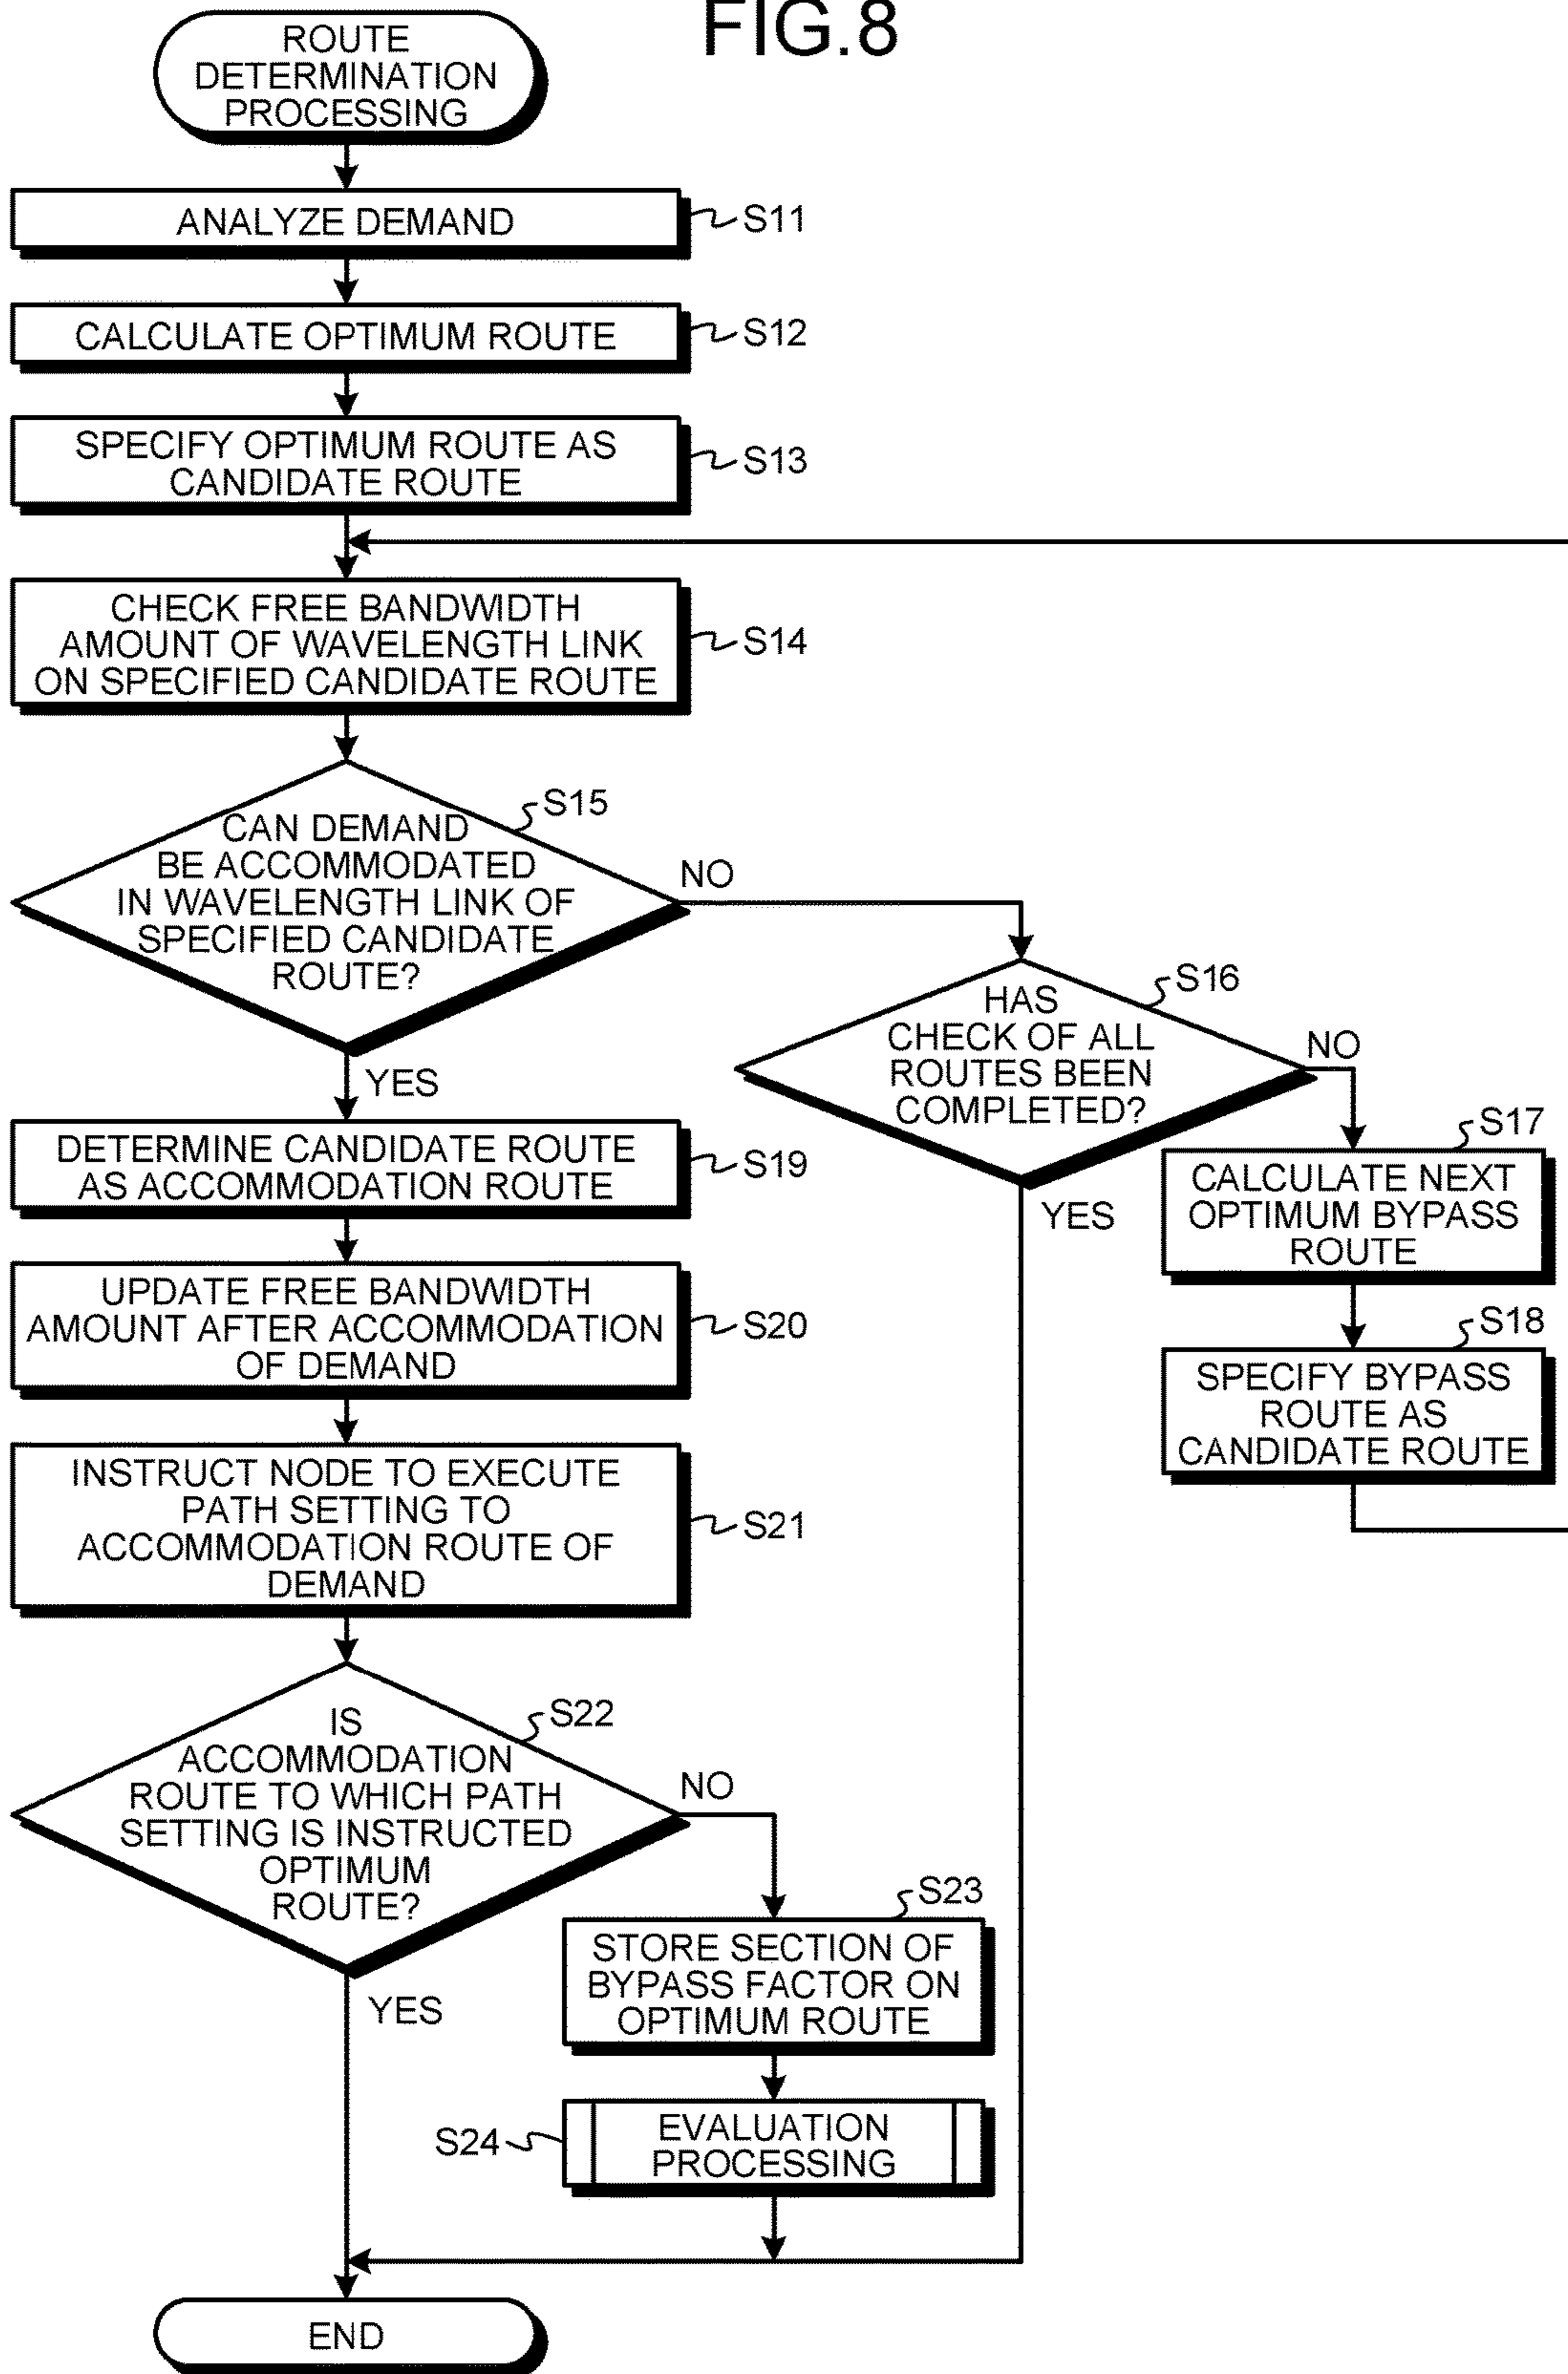 FIG.8
ROUTE
DETERMINATION
PROCESSING
ANALYZE DEMAND
S11
CALCULATE OPTIMUM ROUTE
S12
SPECIFY OPTIMUM ROUTE AS
CANDIDATE ROUTE
S13
CHECK FREE BANDWIDTH
AMOUNT OF WAVELENGTH LINK
ON SPECIFIED CANDIDATE ROUTE
S14
S15
CAN DEMAND
BE ACCOMMODATED
IN WAVELENGTH LINK OF
SPECIFIED CANDIDATE
ROUTE?
NO
YES
S16
HAS
CHECK OF ALL
ROUTES BEEN
COMPLETED?
NO
YES
S17
CALCULATE NEXT
OPTIMUM BYPASS
ROUTE
S18
SPECIFY BYPASS
ROUTE AS
CANDIDATE ROUTE
DETERMINE CANDIDATE ROUTE
AS ACCOMMODATION ROUTE
S19
UPDATE FREE BANDWIDTH
AMOUNT AFTER ACCOMMODATION
OF DEMAND
S20
INSTRUCT NODE TO EXECUTE
PATH SETTING TO
ACCOMMODATION ROUTE OF
DEMAND
S21
S22
IS
ACCOMMODATION
ROUTE TO WHICH PATH
SETTING IS INSTRUCTED
OPTIMUM
ROUTE?
NO
YES
S23
STORE SECTION OF
BYPASS FACTOR ON
OPTIMUM ROUTE
S24
EVALUATION
PROCESSING
END